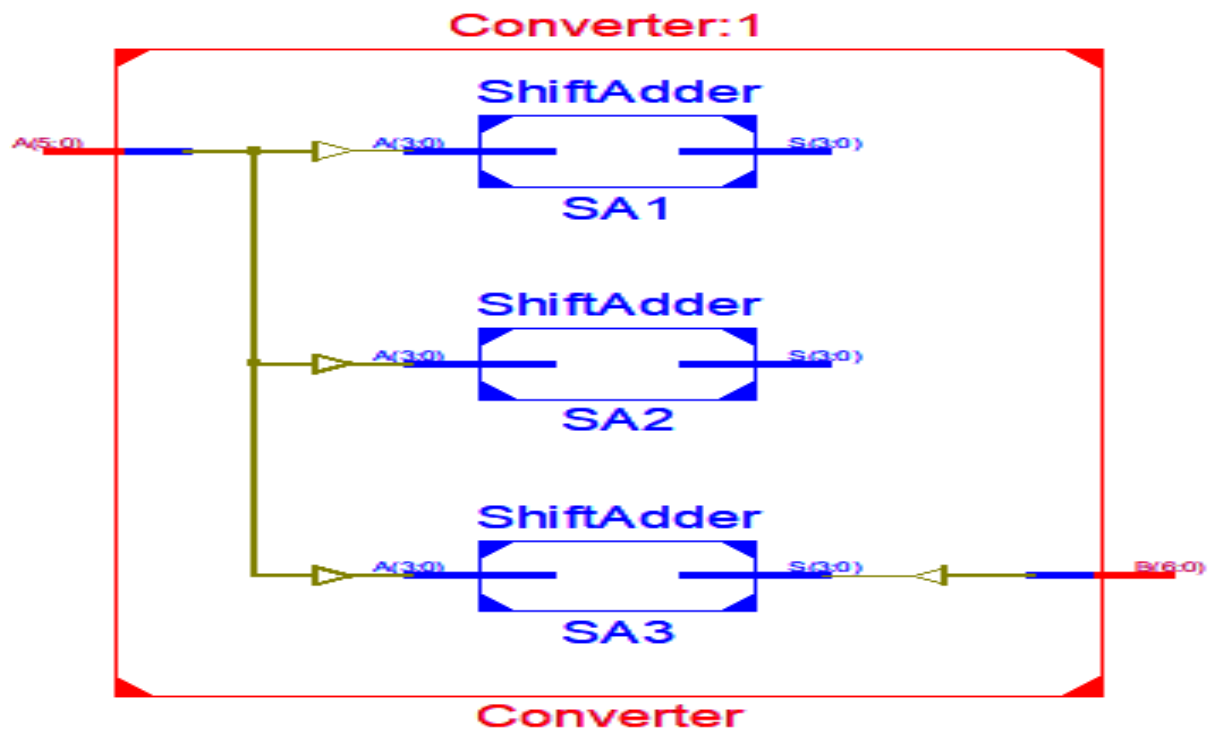 Converter:1
ShiftAdder
A(5:0)
A(3:0)
S(3:0)
SA1
ShiftAdder
A(3:0)
S(3:0)
SA2
ShiftAdder
A(3:0)
S(3:0)
B(6:0)
SA3
Converter